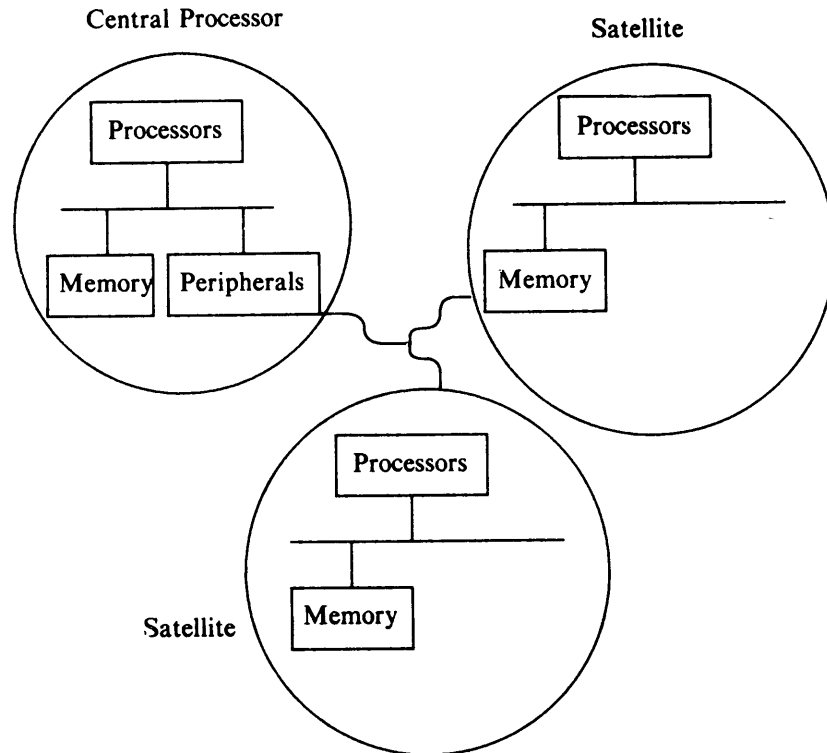 Central Processor
Satellite
Processors
Processors
Memory
Peripherals
Memory
Processors
Memory
Satellite